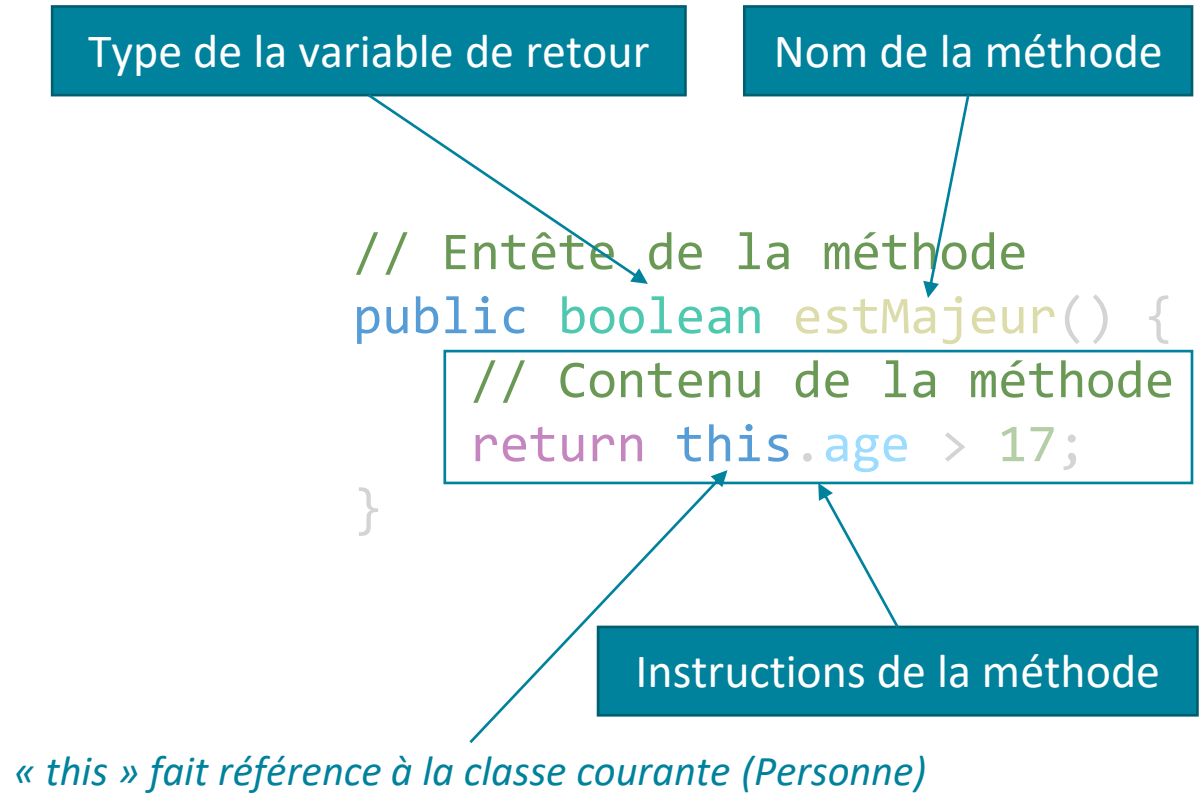 Type de la variable de retour
Nom de la méthode
// Entête de la méthode
public boolean estMajeur() {
// Contenu de la méthode
return this.age > 17;
}
Instructions de la méthode
« this » fait référence à la classe courante (Personne)